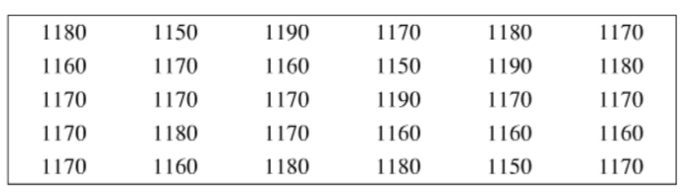 1180 1150 1190 1170 1180 1170
1160 1170 1160 1150 1190 1180
1170 1170 1170 1190 1170 1170
1170 1180 1170 1160 1160 1160
1170 1160 1180 1180 1150 1170